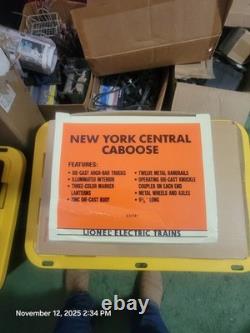 NEW YORK CENTRAL
CABOOSE
FEATURES:
• DIE-CAST ARCH-BAR TRUCKS
• ILLUMINATED INTERIOR
• THREE-COLOR MARKER
LANTERNS
• ZINC DIE-CAST BODY
• TWELVE METAL HANDRAILS
• OPERATING DIE-CAST KNUCKLE
COUPLER ON EACH END
• METAL WHEELS AND AXLES
LONG
LIONEL ELECTRIC TRAINS
November 12, 2025 2:34 PM